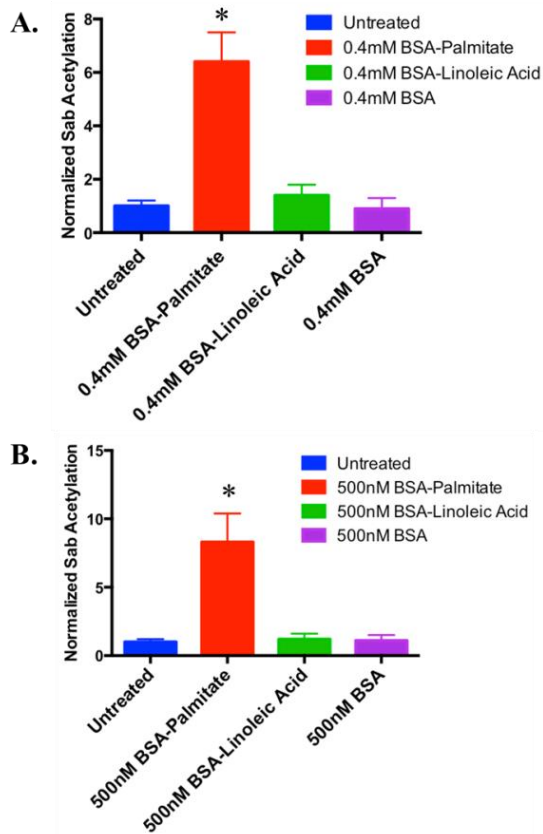 A.
Normalized Sab Acetylation
8
6
4
2
0
*
Untreated
0.4mM BSA-Palmitate
0.4mM BSA-Linoleic Acid
0.4mM BSA
Untreated
0.4mM BSA-Palmitate
0.4mM BSA-Linoleic Acid
0.4mM BSA
B.
Normalized Sab Acetylation
15
10
5
0
*
Untreated
500nM BSA-Palmitate
500nM BSA-Linoleic Acid
500nM BSA
Untreated
500nM BSA-Palmitate
500nM BSA-Linoleic Acid
500nM BSA